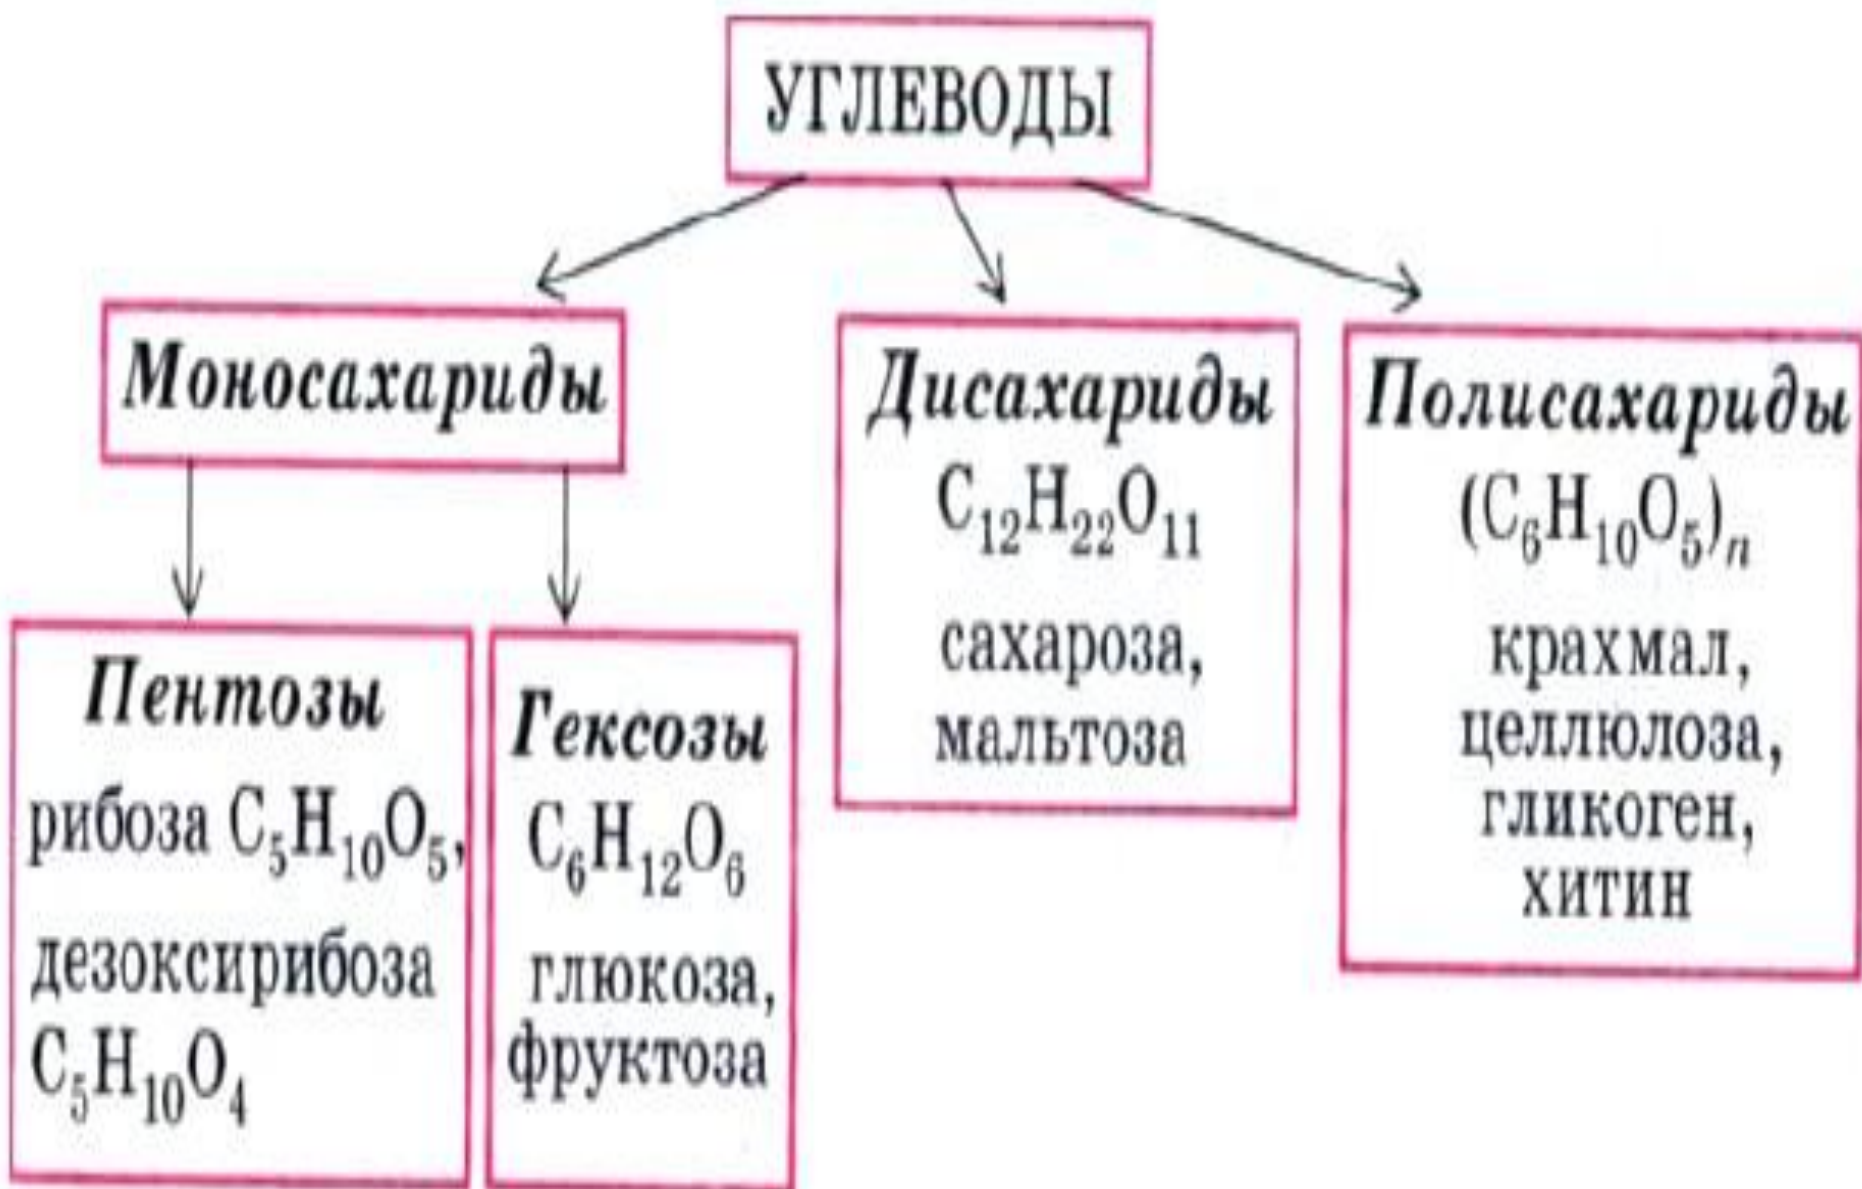 УГЛЕВОДЫ
Моносахариды
Пентозы
рибоза C₅H₁₀O₅,
дезоксирибоза
C₅H₁₀O₄
Гексозы
C₆H₁₂O₆
глюкоза,
фруктоза
Дисахариды
C₁₂H₂₂O₁₁
сахароза,
мальтоза
Полисахариды
(C₆H₁₀O₅)ₙ
крахмал,
целлюлоза,
гликоген,
хитин